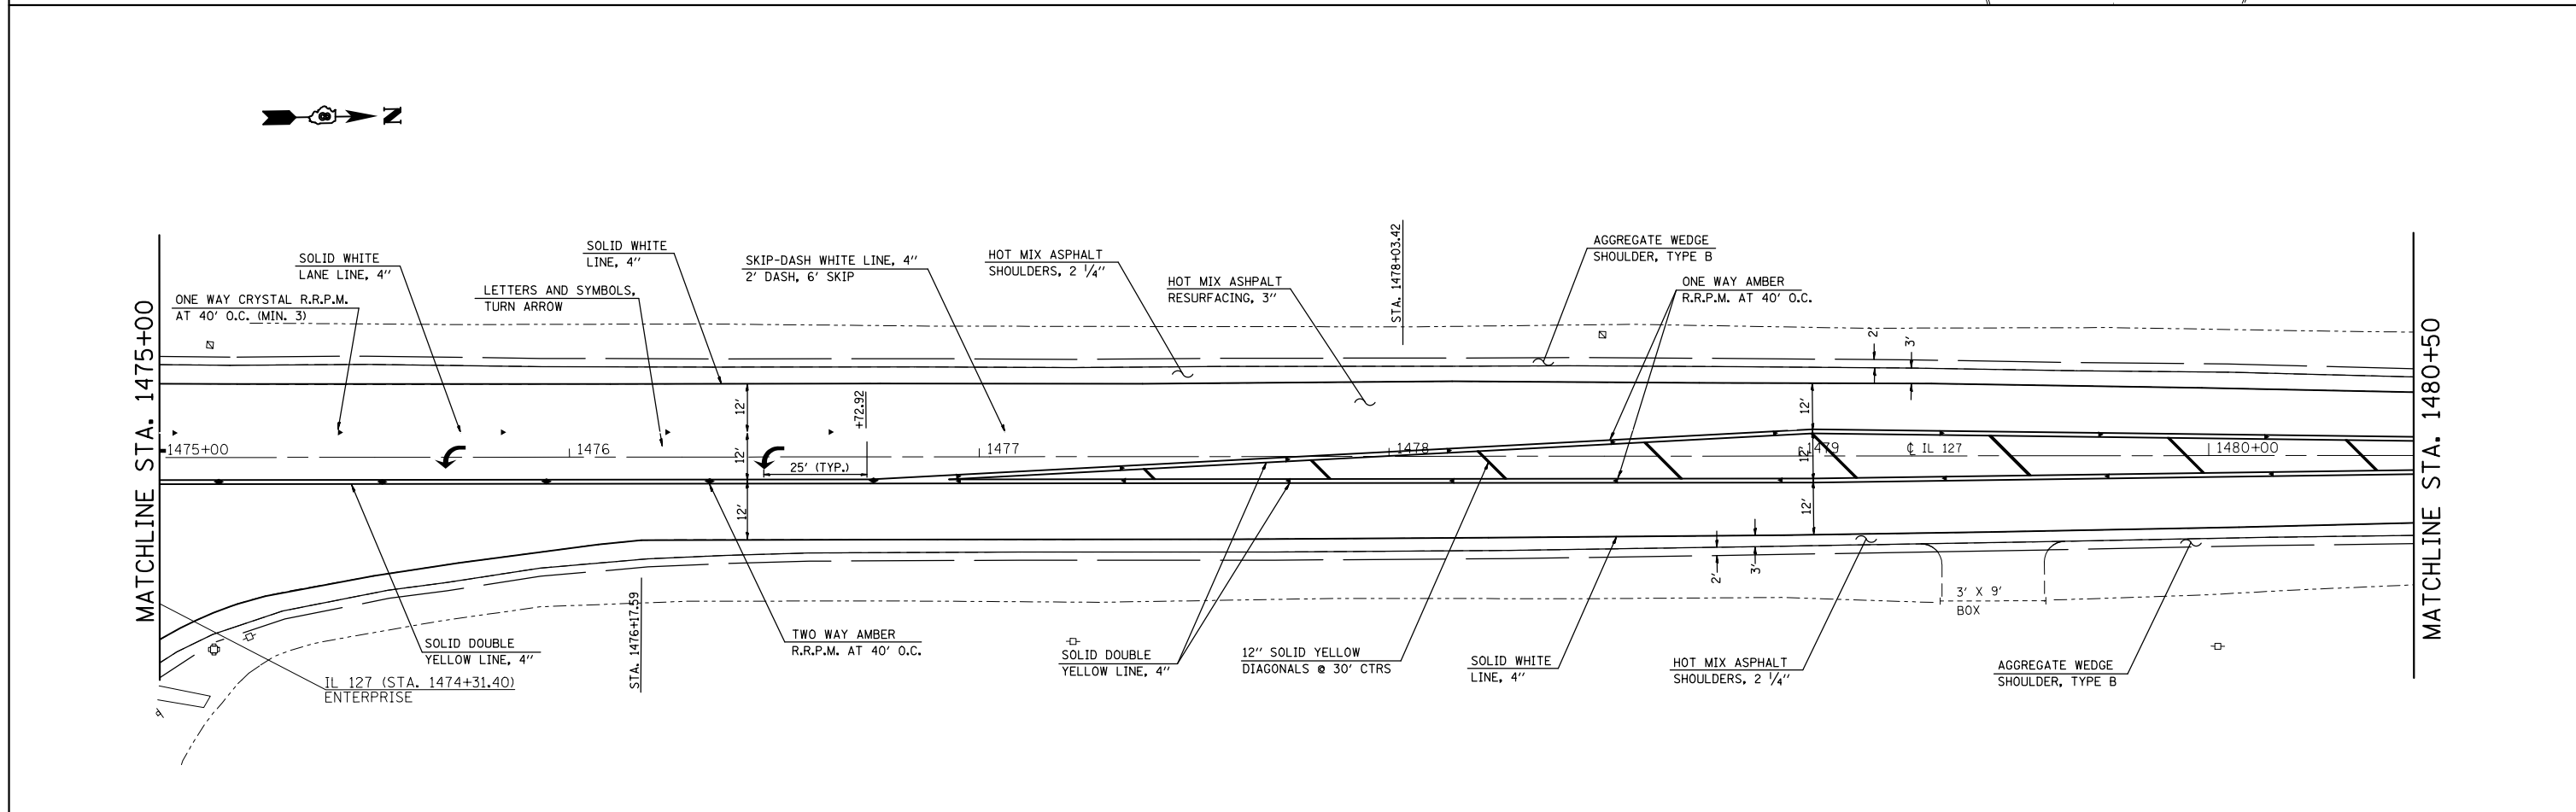 N
MATCHLINE STA. 1475+00
ONE WAY CRYSTAL R.R.P.M.
AT 40' O.C. (MIN. 3)
SOLID WHITE
LANE LINE, 4"
LETTERS AND SYMBOLS,
TURN ARROW
SOLID WHITE
LINE, 4"
SKIP-DASH WHITE LINE, 4"
2' DASH, 6' SKIP
HOT MIX ASPHALT
SHOULDERS, 2 1/4"
HOT MIX ASHPALT
RESURFACING, 3"
STA. 1478+03.42
AGGREGATE WEDGE
SHOULDER, TYPE B
ONE WAY AMBER
R.R.P.M. AT 40' O.C.
2'
3'
12'
12'
12'
+72.92
25' (TYP.)
12'
12'
12'
1475+00
1476
1477
1478
1479
℄ IL 127
1480+00
2'
3'
3' X 9'
BOX
IL 127 (STA. 1474+31.40)
ENTERPRISE
SOLID DOUBLE
YELLOW LINE, 4"
STA. 1476+17.59
TWO WAY AMBER
R.R.P.M. AT 40' O.C.
SOLID DOUBLE
YELLOW LINE, 4"
12" SOLID YELLOW
DIAGONALS @ 30' CTRS
SOLID WHITE
LINE, 4"
HOT MIX ASPHALT
SHOULDERS, 2 1/4"
AGGREGATE WEDGE
SHOULDER, TYPE B
MATCHLINE STA. 1480+50